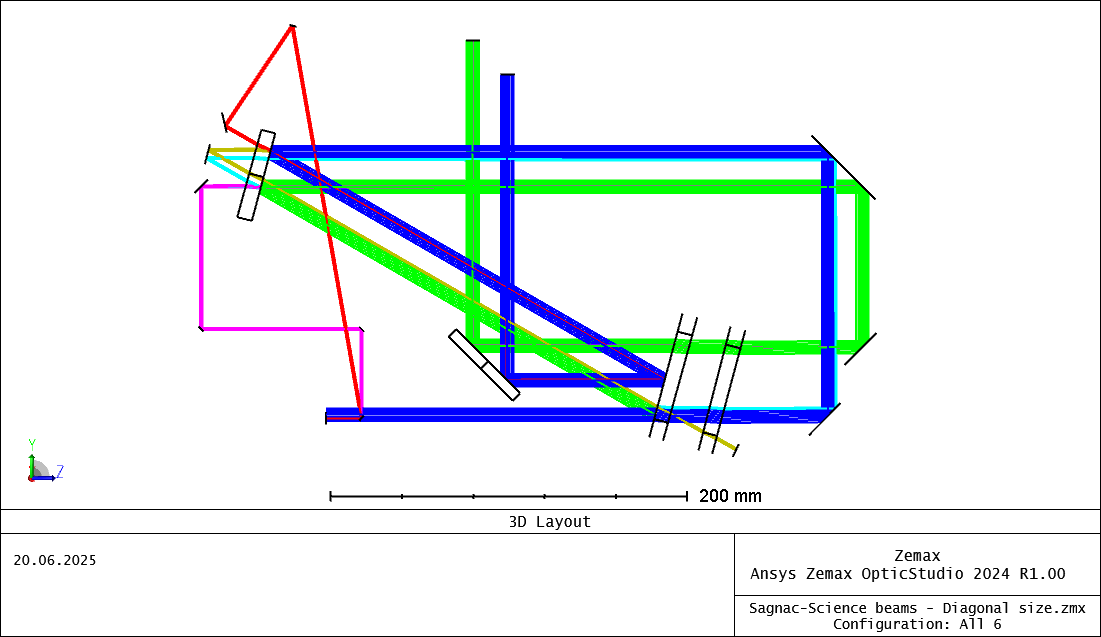 Y
Z
200 mm
3D Layout
20.06.2025
Zemax
Ansys Zemax OpticStudio 2024 R1.00
Sagnac-Science beams - Diagonal size.zmx
Configuration: All 6